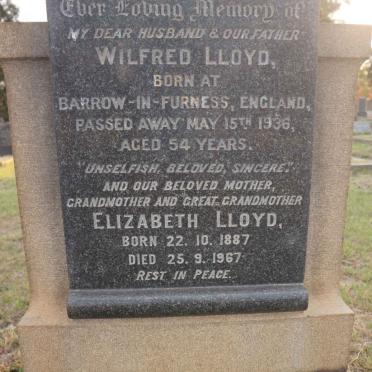 Ever Loving Memory of
MY DEAR HUSBAND & OUR FATHER
WILFRED LLOYD,
BORN AT
BARROW-IN-FURNESS, ENGLAND,
PASSED AWAY MAY 15TH 1936,
AGED 54 YEARS.
"UNSELFISH, BELOVED, SINCERE."
AND OUR BELOVED MOTHER,
GRANDMOTHER AND GREAT GRANDMOTHER
ELIZABETH LLOYD,
BORN 22. 10. 1887
DIED 25. 9. 1967
REST IN PEACE.